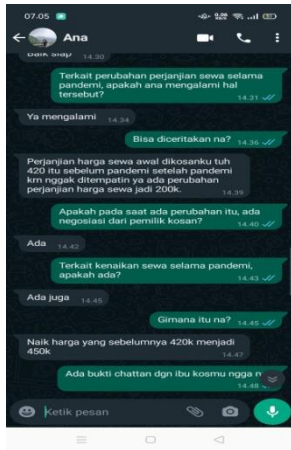 07.05
Ana
Baik siap 14.30
Terkait perubahan perjanjian sewa selama
pandemi, apakah ana mengalami hal
tersebut? 14.31
Ya mengalami 14.34
Bisa diceritakan na? 14.36
Perjanjian harga sewa awal dikosanku tuh
420 itu sebelum pandemi setelah pandemi
krn nggak ditempatin ya ada perubahan
perjanjian harga sewa jadi 200k. 14.39
Apakah pada saat ada perubahan itu, ada
negosiasi dari pemilik kosan? 14.40
Ada 14.42
Terkait kenaikan sewa selama pandemi,
apakah ada? 14.43
Ada juga 14.45
Gimana itu na? 14.45
Naik harga yang sebelumnya 420k menjadi
450k 14.47
Ada bukti chattan dgn ibu kosmu ngga n
14.48
Ketik pesan